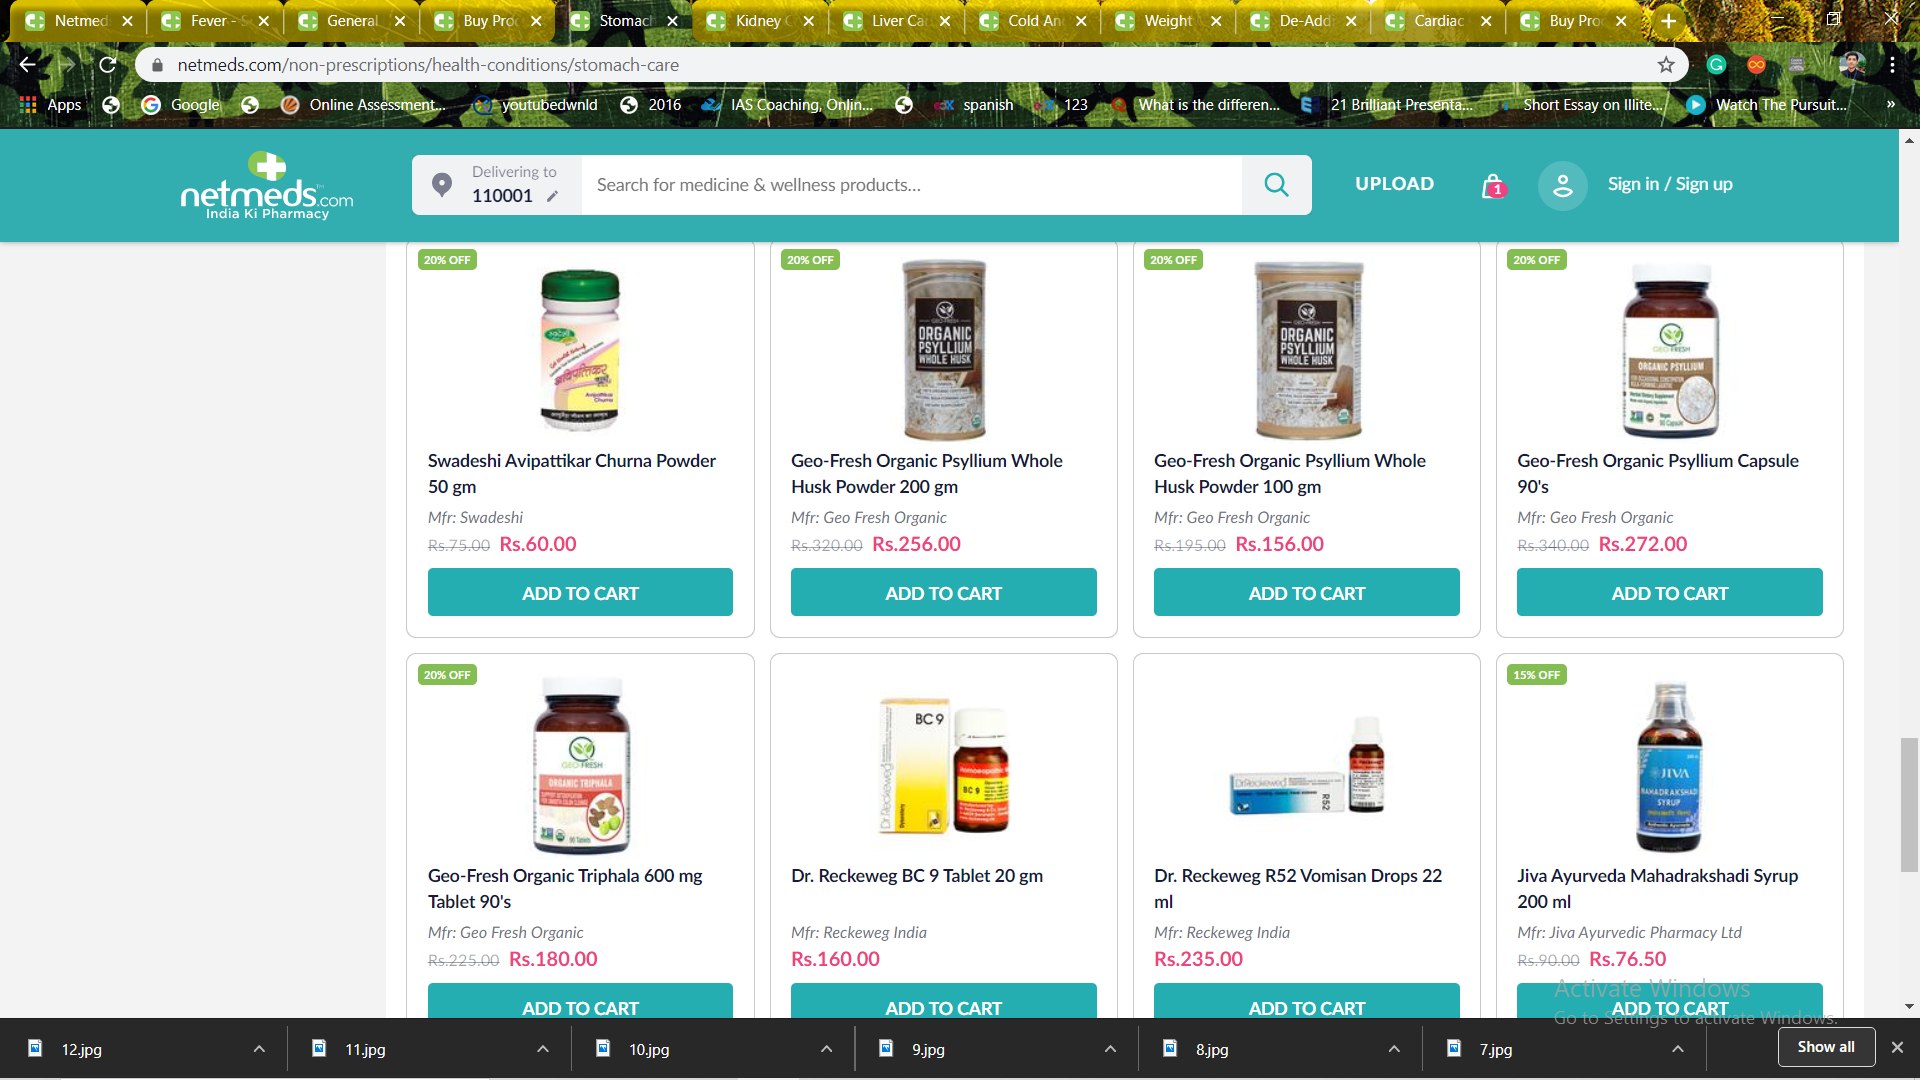 Netmed
Fever - S
General
Buy Pro
Stomac
Kidney C
Liver Ca
Cold An
Weight
De-Add
Cardiac
Buy Pro
netmeds.com/non-prescriptions/health-conditions/stomach-care
Apps
Google
Online Assessment...
youtubedwnld
2016
IAS Coaching, Onlin...
spanish
123
What is the differen...
21 Brilliant Presenta...
Short Essay on Illite...
Watch The Pursuit...
»
netmeds.com
India Ki Pharmacy
Delivering to
110001
Search for medicine & wellness products...
UPLOAD
1
Sign in / Sign up
20% OFF
20% OFF
20% OFF
20% OFF
अविपत्तिकर
Avipattikar
Churna
ORGANIC
PSYLLIUM
WHOLE HUSK
ORGANIC
PSYLLIUM
WHOLE HUSK
GEO FRESH
ORGANIC PSYLLIUM
Swadeshi Avipattikar Churna Powder
50 gm
Mfr: Swadeshi
Rs.75.00 Rs.60.00
ADD TO CART
Geo-Fresh Organic Psyllium Whole
Husk Powder 200 gm
Mfr: Geo Fresh Organic
Rs.320.00 Rs.256.00
ADD TO CART
Geo-Fresh Organic Psyllium Whole
Husk Powder 100 gm
Mfr: Geo Fresh Organic
Rs.195.00 Rs.156.00
ADD TO CART
Geo-Fresh Organic Psyllium Capsule
90's
Mfr: Geo Fresh Organic
Rs.340.00 Rs.272.00
ADD TO CART
20% OFF
15% OFF
GEO FRESH
ORGANIC TRIPHALA
BC 9
Dr.Reckeweg
BC 9
Dr.Reckeweg
R52
JIVA
MAHADRAKSHADI
SYRUP
Geo-Fresh Organic Triphala 600 mg
Tablet 90's
Mfr: Geo Fresh Organic
Rs.225.00 Rs.180.00
ADD TO CART
Dr. Reckeweg BC 9 Tablet 20 gm
Mfr: Reckeweg India
Rs.160.00
ADD TO CART
Dr. Reckeweg R52 Vomisan Drops 22
ml
Mfr: Reckeweg India
Rs.235.00
ADD TO CART
Jiva Ayurveda Mahadrakshadi Syrup
200 ml
Mfr: Jiva Ayurvedic Pharmacy Ltd
Rs.90.00 Rs.76.50
ADD TO CART
Activate Windows
Go to Settings to activate Windows.
12.jpg
11.jpg
10.jpg
9.jpg
8.jpg
7.jpg
Show all